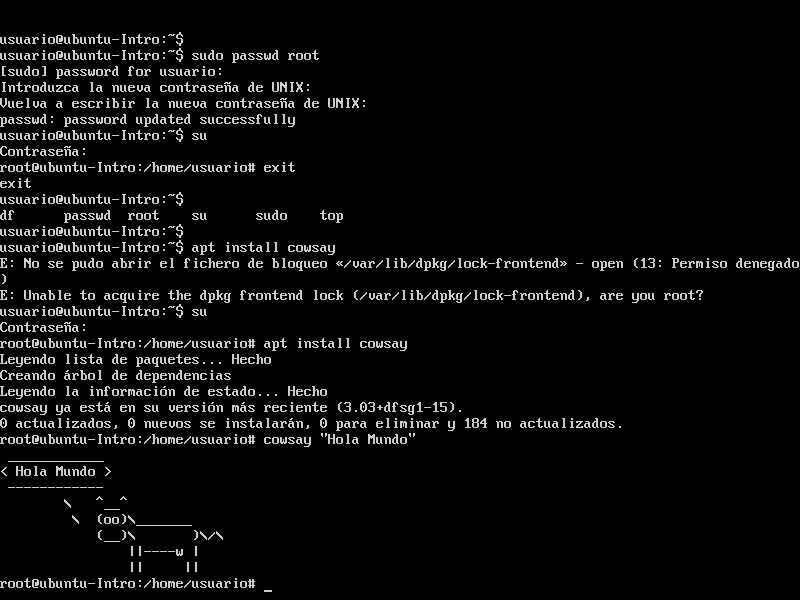 usuario@ubuntu-Intro:~$
usuario@ubuntu-Intro:~$ sudo passwd root
[sudo] password for usuario:
Introduzca la nueva contraseña de UNIX:
Vuelva a escribir la nueva contraseña de UNIX:
passwd: password updated successfully
usuario@ubuntu-Intro:~$ su
Contraseña:
root@ubuntu-Intro:/home/usuario# exit
exit
usuario@ubuntu-Intro:~$
df      passwd  root    su      sudo    top
usuario@ubuntu-Intro:~$
usuario@ubuntu-Intro:~$ apt install cowsay
E: No se pudo abrir el fichero de bloqueo «/var/lib/dpkg/lock-frontend» - open (13: Permiso denegado
)
E: Unable to acquire the dpkg frontend lock (/var/lib/dpkg/lock-frontend), are you root?
usuario@ubuntu-Intro:~$ su
Contraseña:
root@ubuntu-Intro:/home/usuario# apt install cowsay
Leyendo lista de paquetes... Hecho
Creando árbol de dependencias
Leyendo la información de estado... Hecho
cowsay ya está en su versión más reciente (3.03+dfsg1-15).
0 actualizados, 0 nuevos se instalarán, 0 para eliminar y 184 no actualizados.
root@ubuntu-Intro:/home/usuario# cowsay "Hola Mundo"
 ____________
< Hola Mundo >
 ------------
        \   ^__^
         \  (oo)\_______
            (__)\       )\/\
                ||----w |
                ||     ||
root@ubuntu-Intro:/home/usuario# _